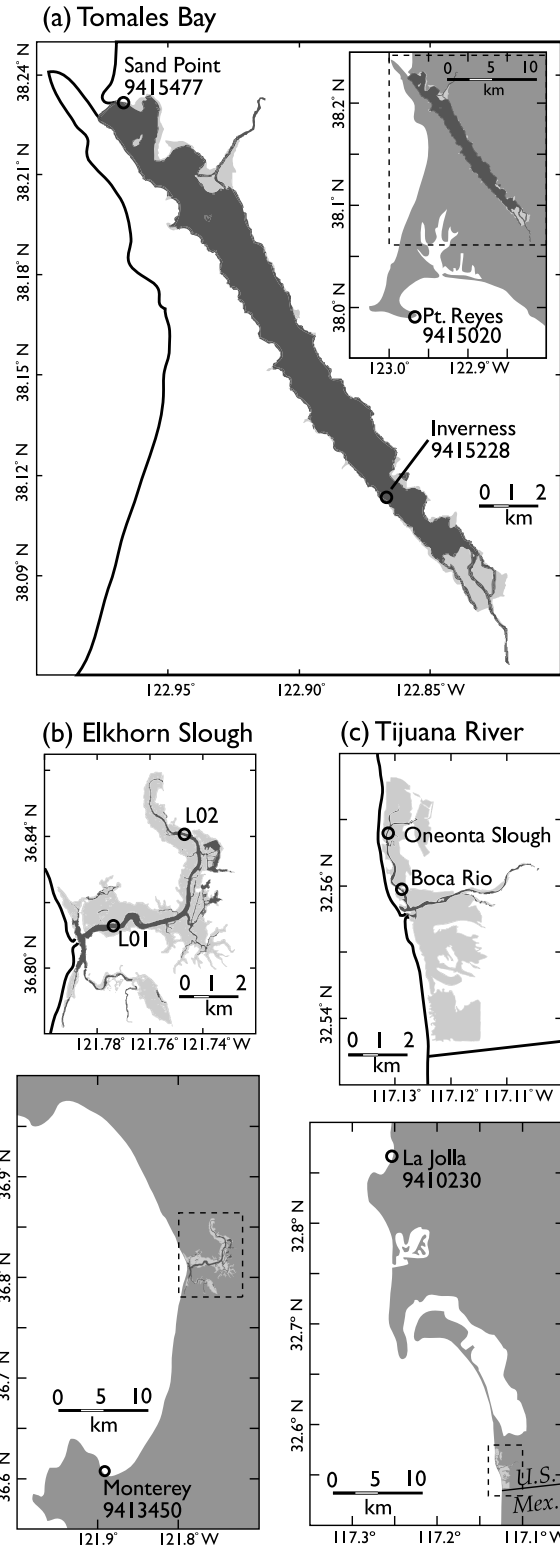 (a) Tomales Bay
Sand Point
9415477
38.24° N
38.21° N
38.18° N
38.15° N
38.12° N
38.09° N
122.95°
122.90°
122.85° W
Inverness
9415228
0 1 2
km
0 5 10
km
38.2° N
38.1° N
38.0° N
Pt. Reyes
9415020
123.0°
122.9° W
(b) Elkhorn Slough
L02
L01
36.84° N
36.80° N
0 1 2
km
121.78° 121.76° 121.74° W
(c) Tijuana River
Oneonta Slough
Boca Rio
32.56° N
32.54° N
0 1 2
km
117.13° 117.12° 117.11° W
36.9° N
36.8° N
36.7° N
36.6° N
0 5 10
km
Monterey
9413450
121.9°
121.8° W
La Jolla
9410230
32.8° N
32.7° N
32.6° N
0 5 10
km
U.S.
Mex.
117.3°
117.2°
117.1° W